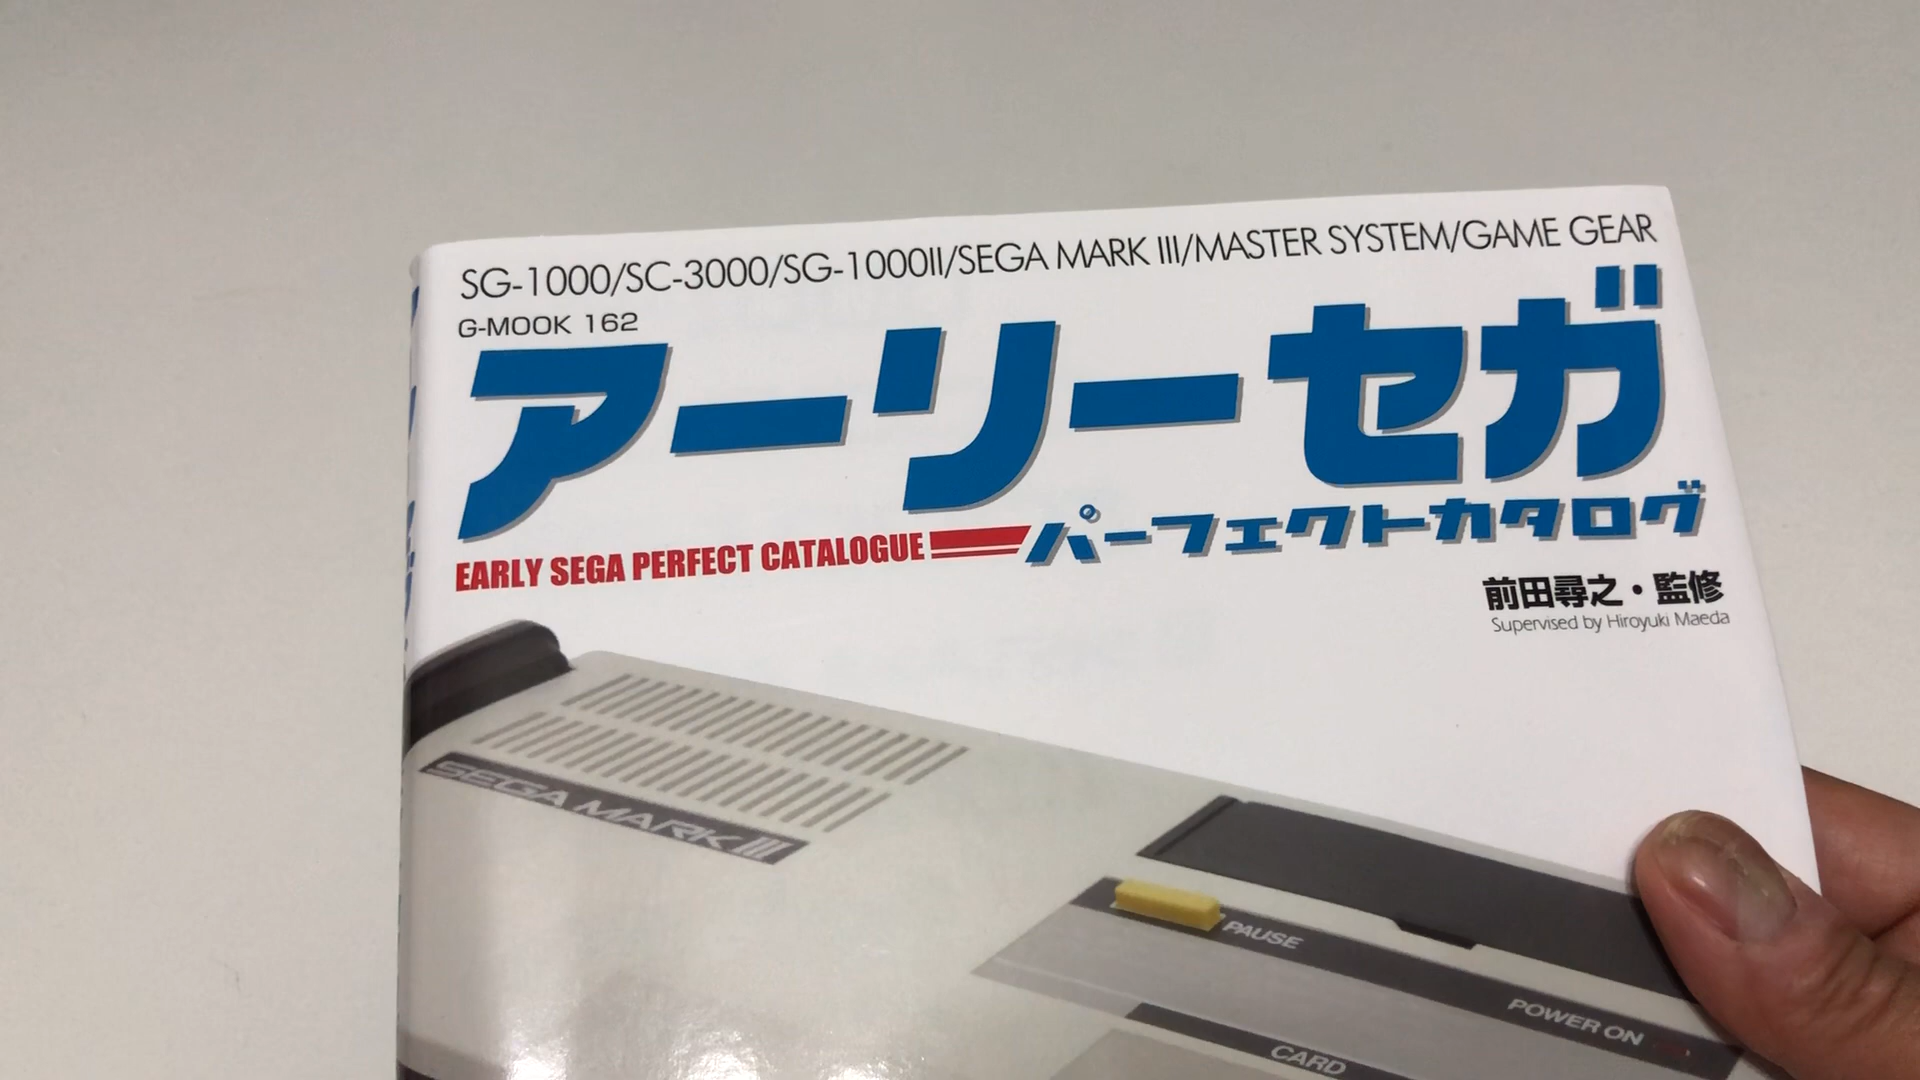 SG-1000/SC-3000/SG-1000II/SEGA MARK III/MASTER SYSTEM/GAME GEAR
G-MOOK 162
アーリーセガ
EARLY SEGA PERFECT CATALOGUE
パーフェクトカタログ
前田尋之・監修
Supervised by Hiroyuki Maeda
SEGA MARK III
PAUSE
POWER ON
CARD